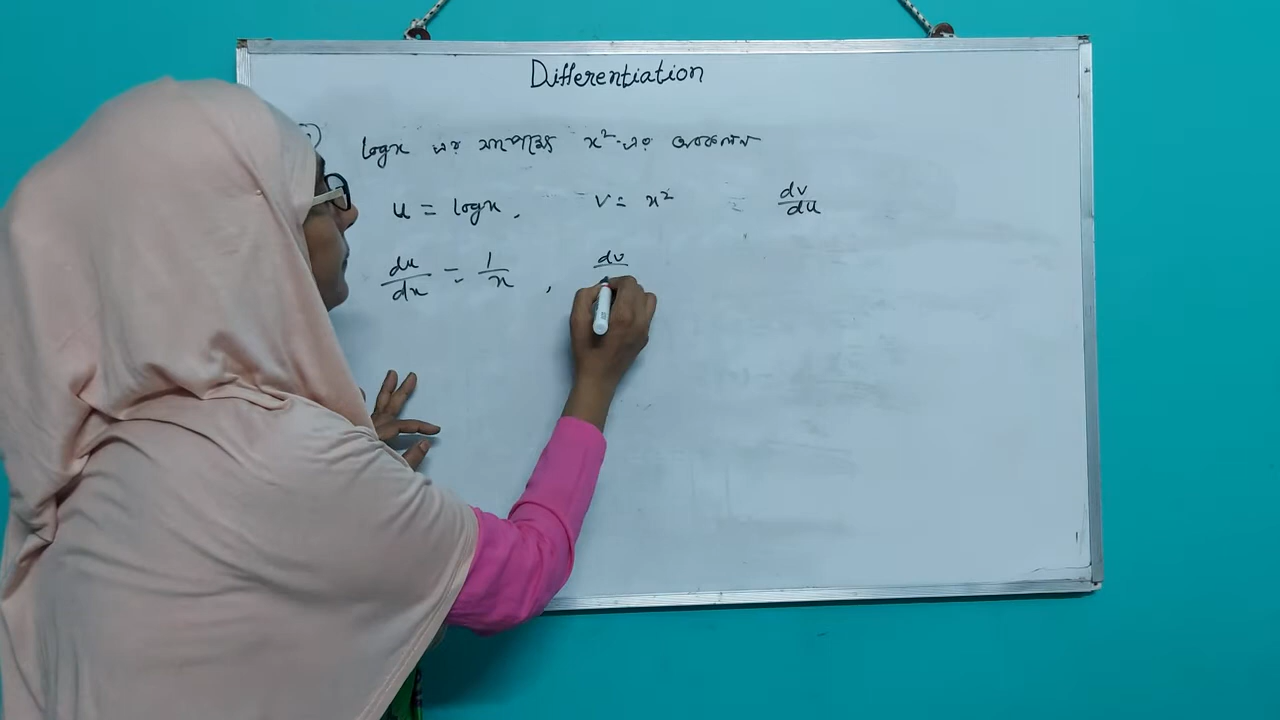 Differentiation
logx এর সাপেক্ষে x²-এর অবকলন
u = logx, v = x² = dv/du
du/dx = 1/x , dv